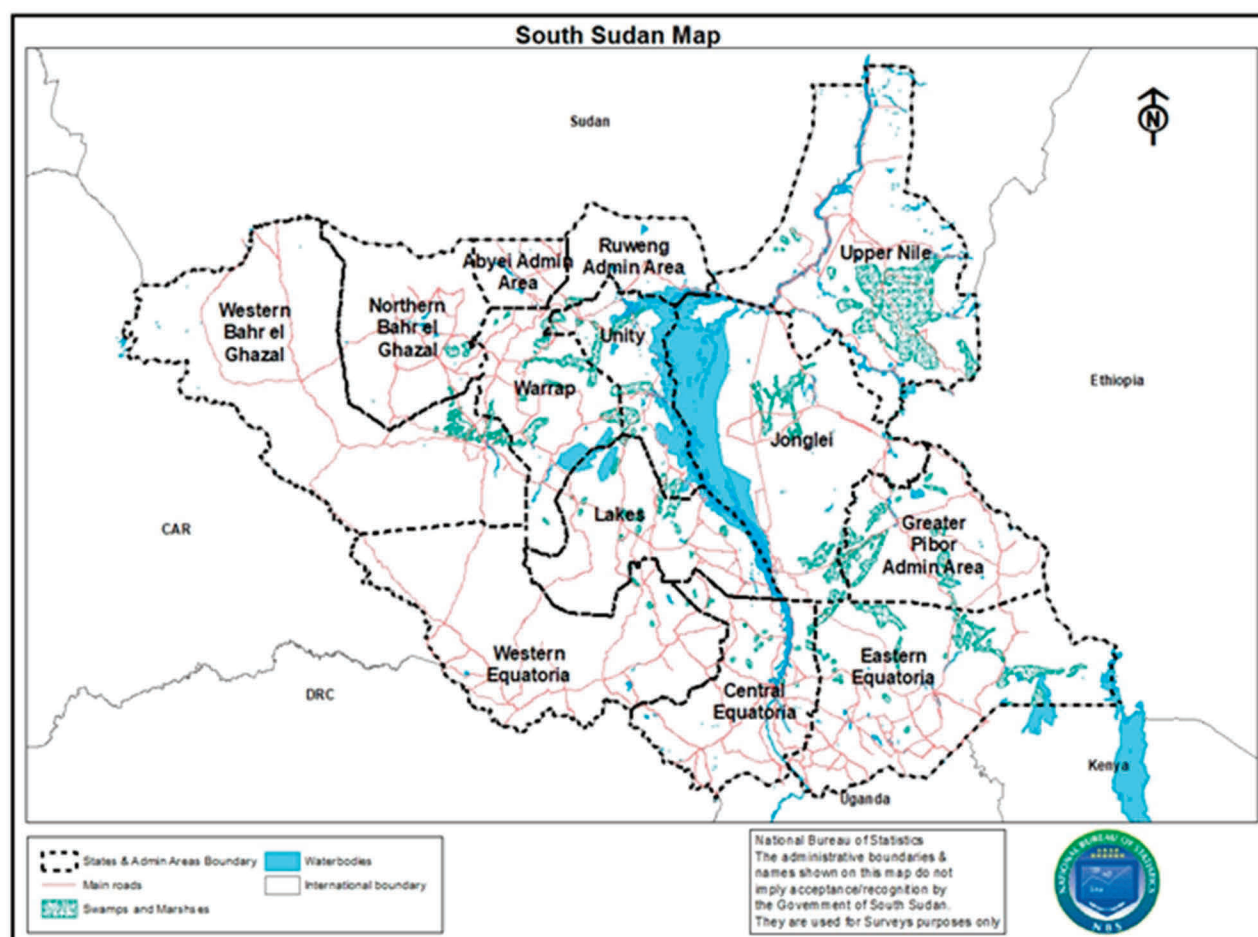 South Sudan Map
N
Sudan
Ruweng
Admin Area
Abyei Admin
Area
Upper Nile
Western
Bahr el
Ghazal
Northern
Bahr el
Ghazal
Unity
Ethiopia
Warrap
Jonglei
Lakes
CAR
Greater
Pibor
Admin Area
Western
Equatoria
Eastern
Equatoria
Central
Equatoria
DRC
Kenya
Uganda
States & Admin Areas Boundary
Waterbodies
Main roads
International boundary
Swamps and Marshses
National Bureau of Statistics
The administrative boundaries &
names shown on this map do not
imply acceptance/recognition by
the Government of South Sudan.
They are used for Surveys purposes only
NATIONAL BUREAU OF STATISTICS
NBS